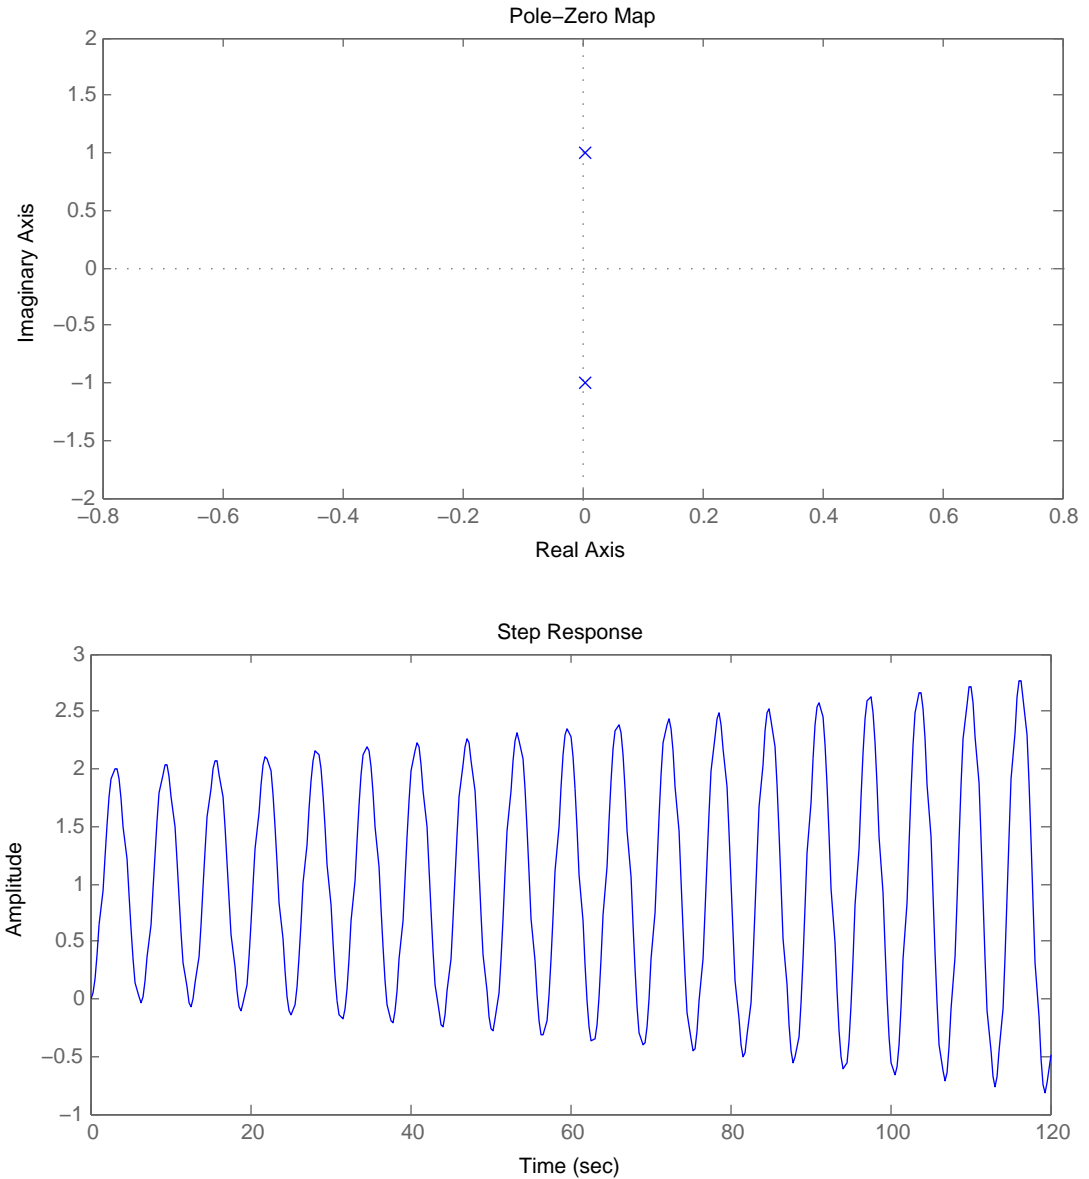 Pole−Zero Map
2
1.5
1
0.5
0
−0.5
−1
−1.5
−2
Imaginary Axis
−0.8 −0.6 −0.4 −0.2 0 0.2 0.4 0.6 0.8
Real Axis
Step Response
3
2.5
2
1.5
1
0.5
0
−0.5
−1
Amplitude
0 20 40 60 80 100 120
Time (sec)